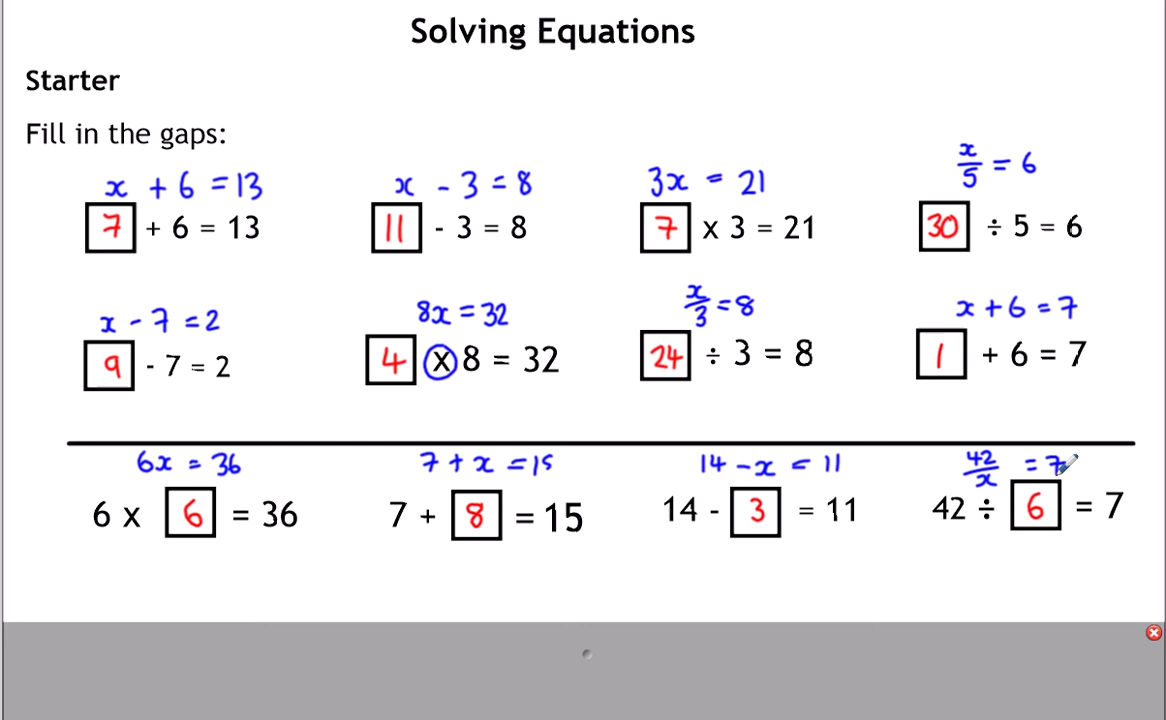 Solving Equations
Starter
Fill in the gaps:
x + 6 = 13
x - 3 = 8
3x = 21
x/5 = 6
7 + 6 = 13
11 - 3 = 8
7 x 3 = 21
30 ÷ 5 = 6
x - 7 = 2
8x = 32
x/3 = 8
x + 6 = 7
9 - 7 = 2
4 x 8 = 32
24 ÷ 3 = 8
1 + 6 = 7
6x = 36
7 + x = 15
14 - x = 11
42/x = 7
6 x 6 = 36
7 + 8 = 15
14 - 3 = 11
42 ÷ 6 = 7